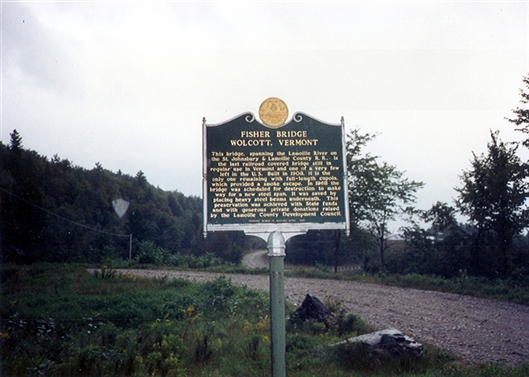 FISHER BRIDGE
WOLCOTT, VERMONT
This bridge, spanning the Lamoille River on
the St. Johnsbury & Lamoille County R.R., is
the last railroad covered bridge still in
regular use in Vermont and one of a very few
left in the U.S. Built in 1908, it is the
only one remaining with full-length cupola,
which provided a smoke escape. In 1968 the
bridge was scheduled for destruction to make
way for a new steel span. It was saved by
placing heavy steel beams underneath. This
preservation was achieved with State funds
and with generous private donations raised
by the Lamoille County Development Council